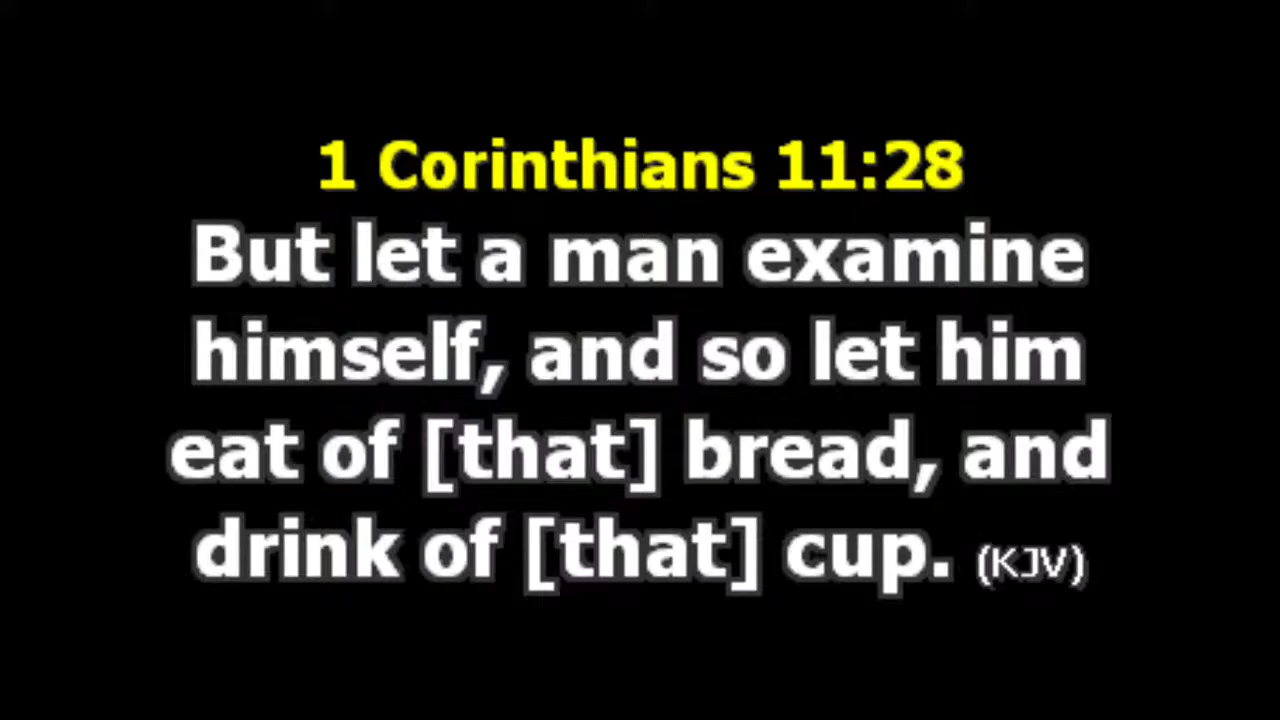 1 Corinthians 11:28
But let a man examine
himself, and so let him
eat of [that] bread, and
drink of [that] cup. (KJV)